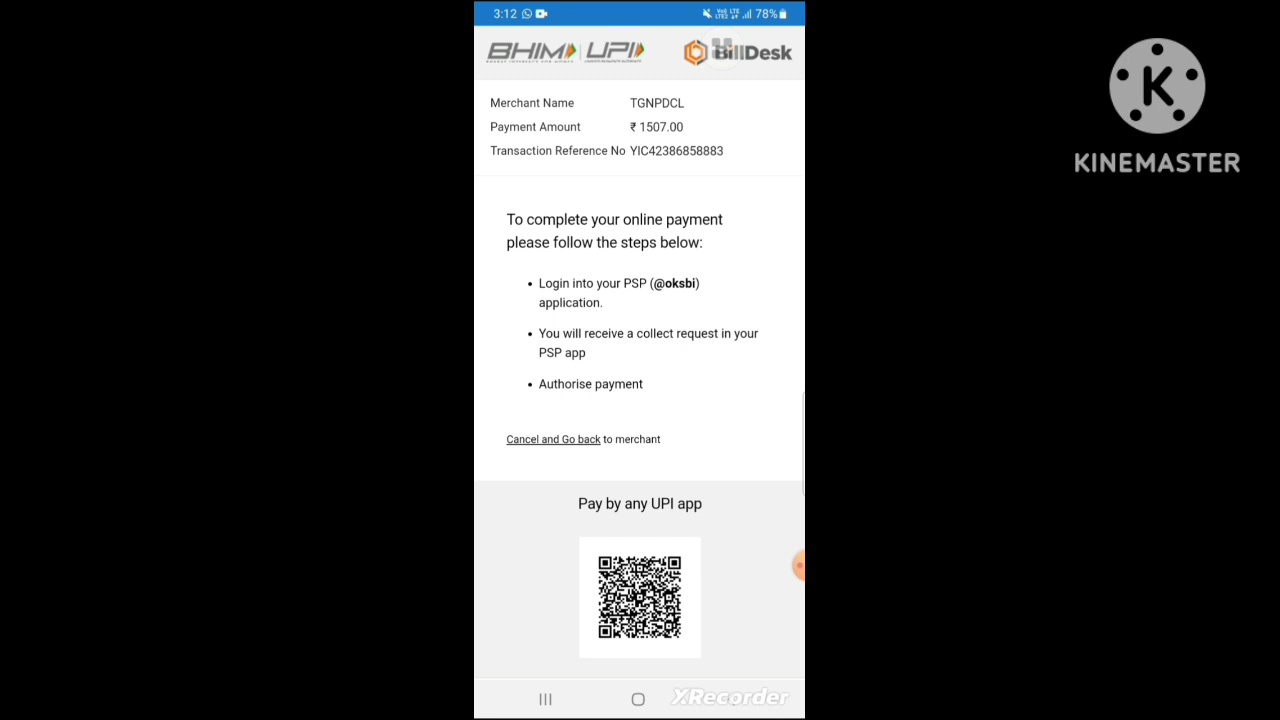 3:12 78%
BHIM UPI BillDesk
Merchant Name TGNPDCL
Payment Amount ₹ 1507.00
Transaction Reference No YIC42386858883
To complete your online payment
please follow the steps below:
• Login into your PSP (@oksbi)
application.
• You will receive a collect request in your
PSP app
• Authorise payment
Cancel and Go back to merchant
Pay by any UPI app
XRecorder
K
KINEMASTER